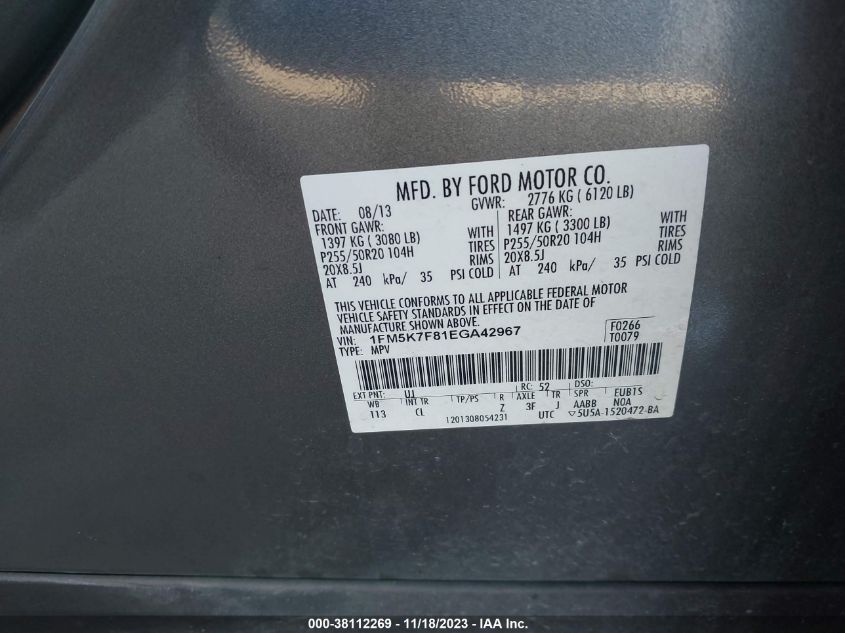 MFD. BY FORD MOTOR CO.
DATE: 08/13 GVWR: 2776 KG ( 6120 LB)
FRONT GAWR: REAR GAWR:
1397 KG ( 3080 LB) WITH 1497 KG ( 3300 LB) WITH
P255/50R20 104H TIRES P255/50R20 104H TIRES
20X8.5J RIMS 20X8.5J RIMS
AT 240 kPa/ 35 PSI COLD AT 240 kPa/ 35 PSI COLD
THIS VEHICLE CONFORMS TO ALL APPLICABLE FEDERAL MOTOR
VEHICLE SAFETY STANDARDS IN EFFECT ON THE DATE OF
MANUFACTURE SHOWN ABOVE.
VIN: 1FM5K7F81EGA42967 F0266
TYPE: MPV T0079
EXT PNT: UJ RC: 52 DSO:
WB INT TR TP/PS R AXLE TR SPR EUBTS
113 CL Z 3F J AABB NOA
1201308054231 UTC ▽5U5A-1520472-BA
000-38112269 - 11/18/2023 - IAA Inc.